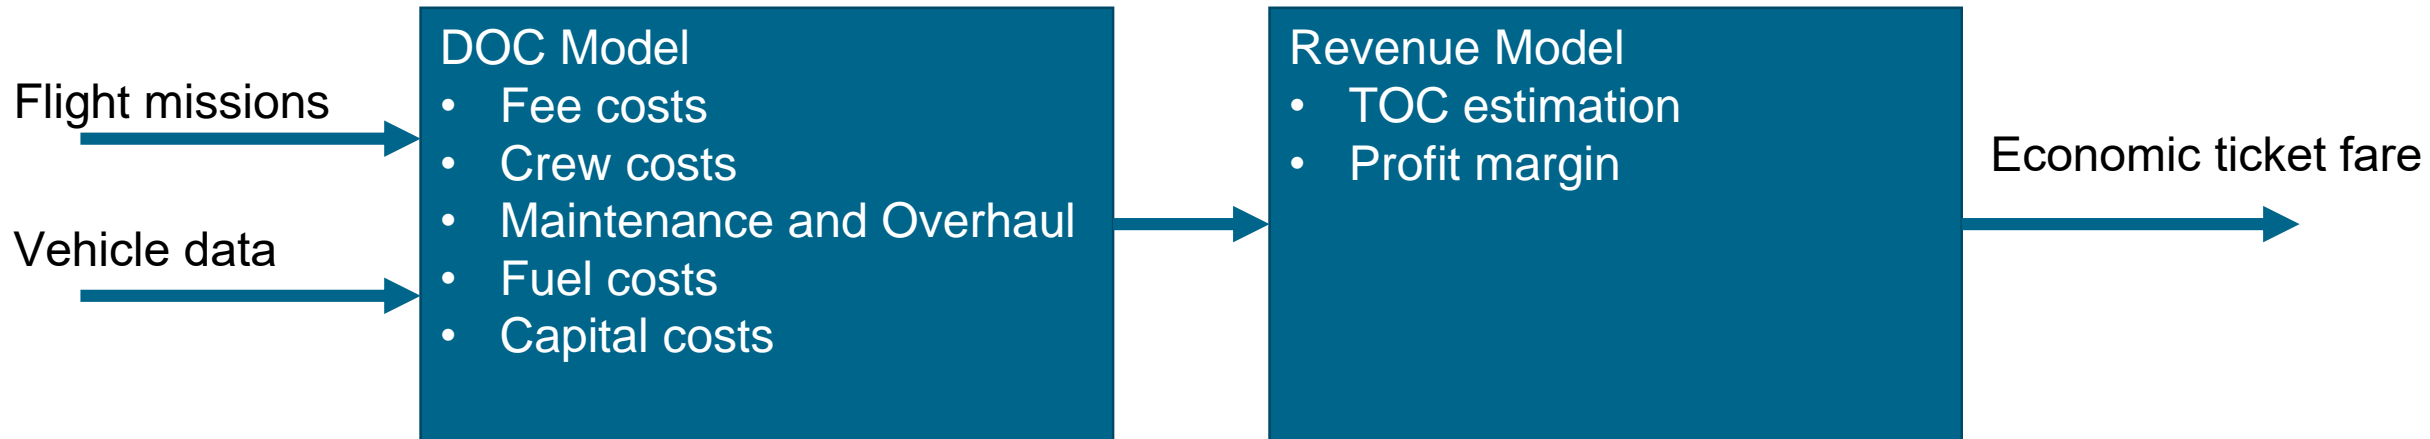 Flight missions
Vehicle data
DOC Model
• Fee costs
• Crew costs
• Maintenance and Overhaul
• Fuel costs
• Capital costs
Revenue Model
• TOC estimation
• Profit margin
Economic ticket fare